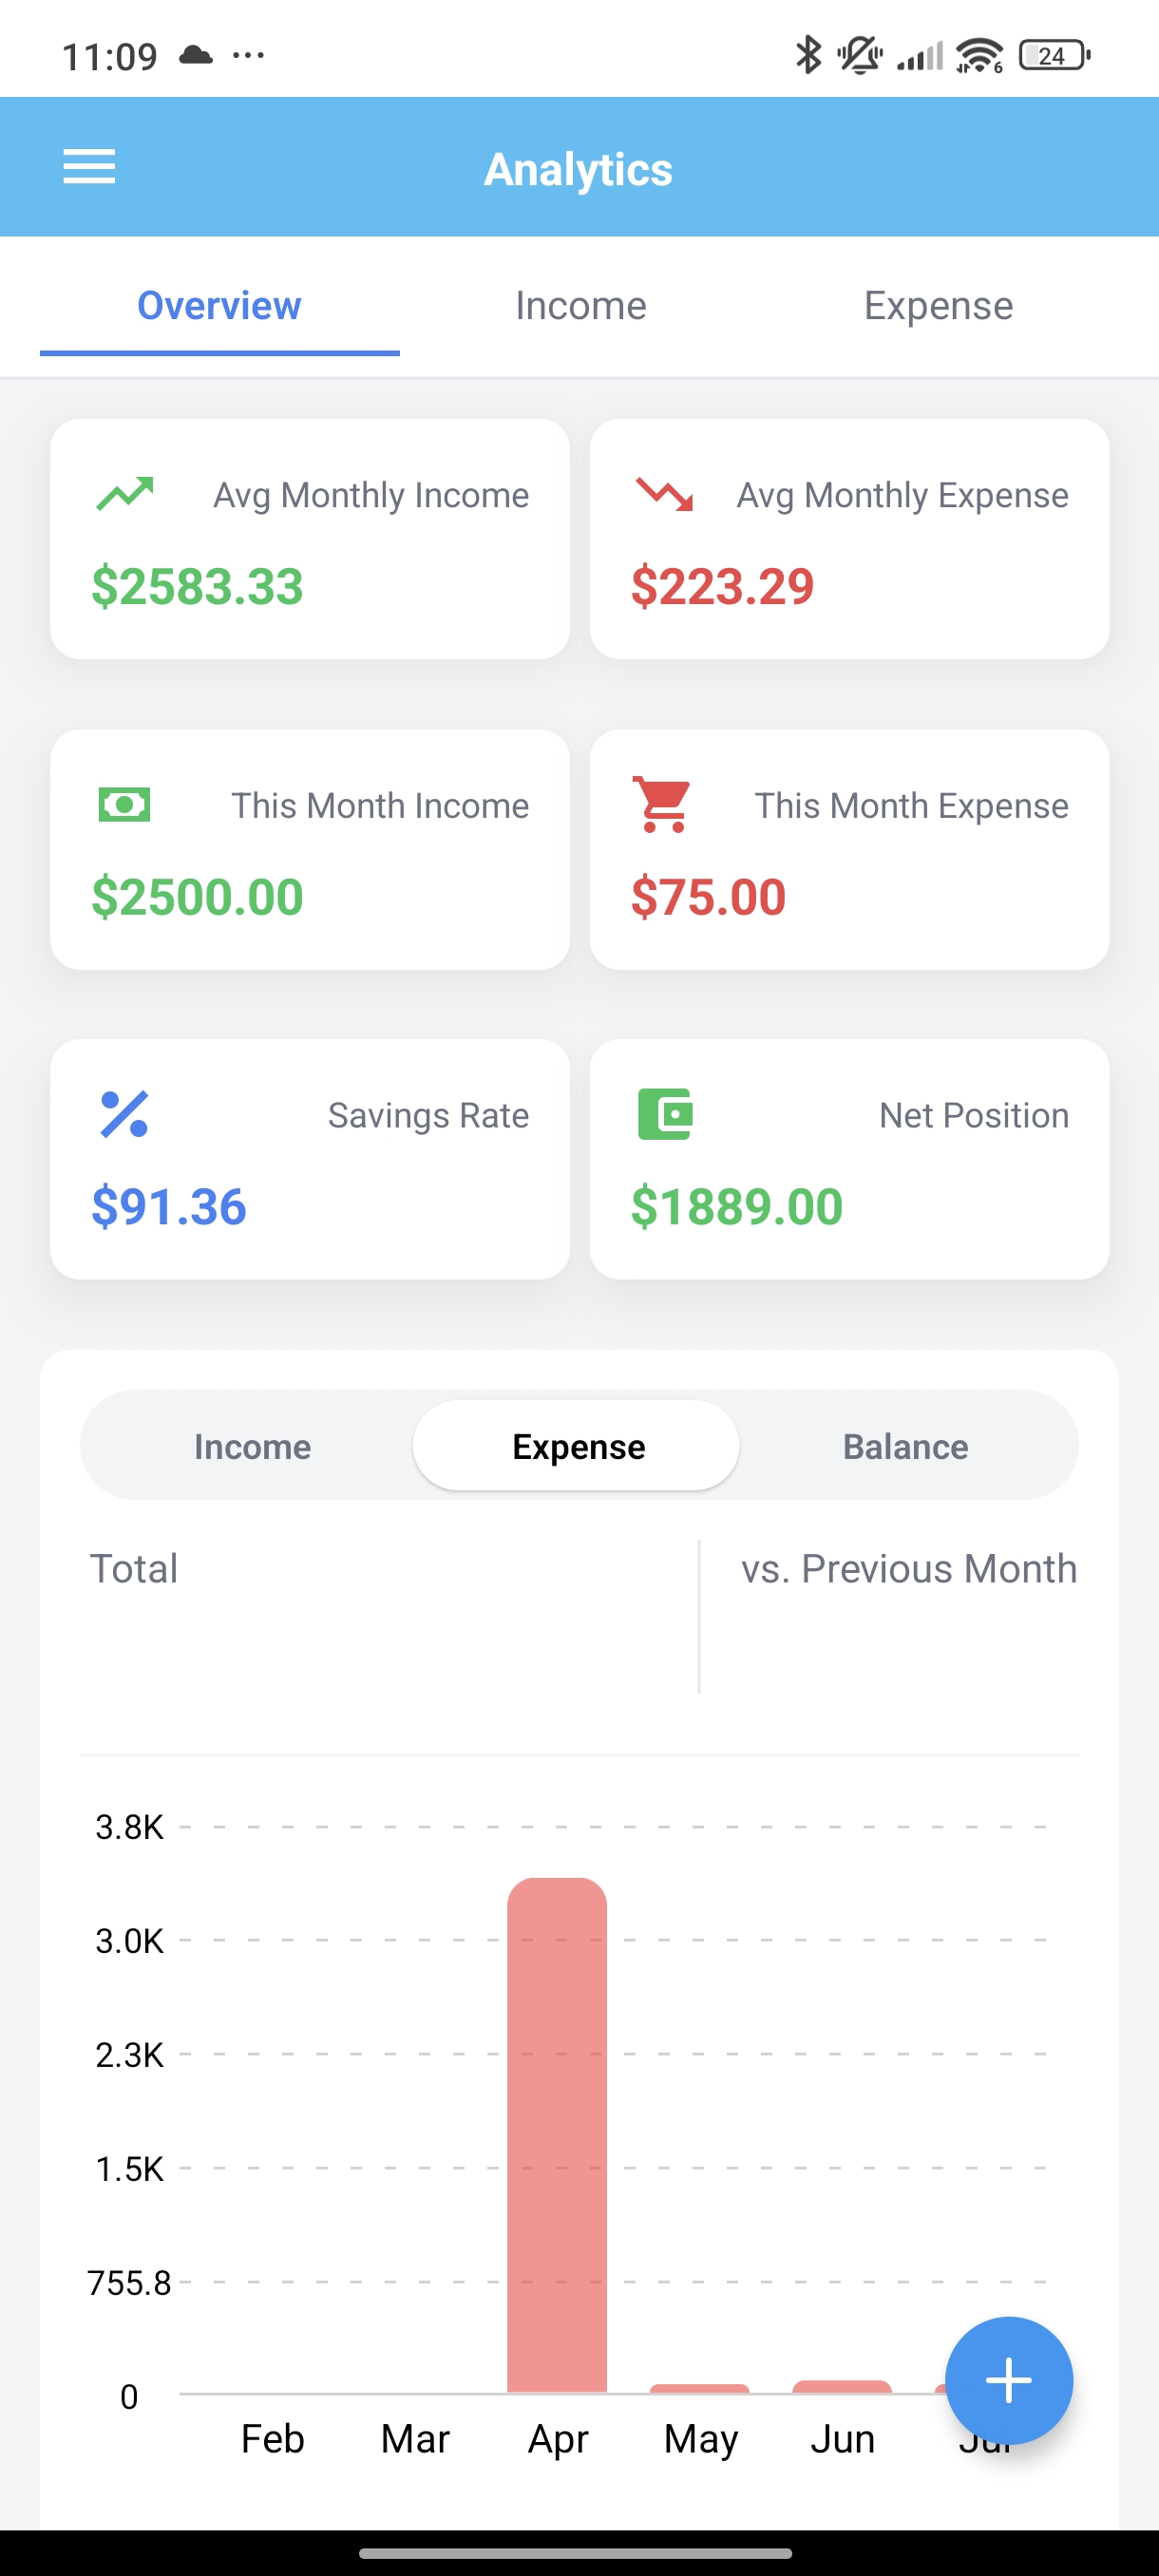 11:09
24
Analytics
Overview Income Expense
Avg Monthly Income
$2583.33
Avg Monthly Expense
$223.29
This Month Income
$2500.00
This Month Expense
$75.00
Savings Rate
$91.36
Net Position
$1889.00
Income Expense Balance
Total vs. Previous Month
3.8K
3.0K
2.3K
1.5K
755.8
0
Feb Mar Apr May Jun Jul